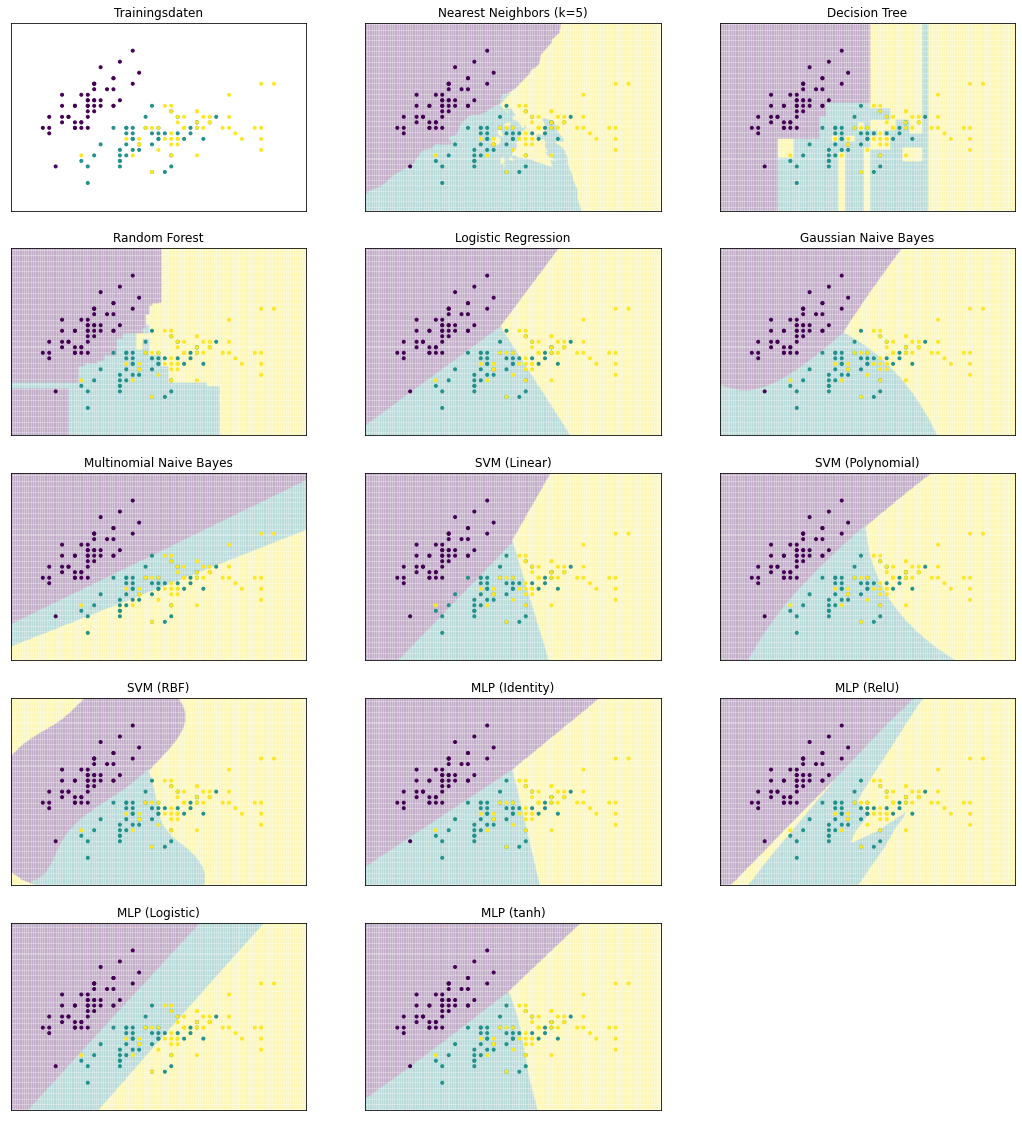 Trainingsdaten
Nearest Neighbors (k=5)
Decision Tree
Random Forest
Logistic Regression
Gaussian Naive Bayes
Multinomial Naive Bayes
SVM (Linear)
SVM (Polynomial)
SVM (RBF)
MLP (Identity)
MLP (RelU)
MLP (Logistic)
MLP (tanh)